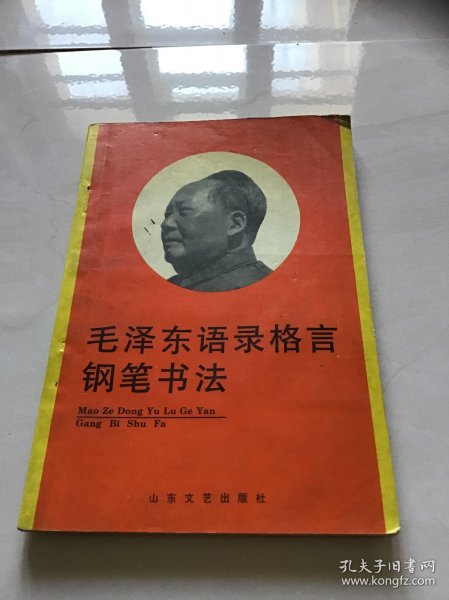 毛泽东语录格言
钢笔书法
Mao Ze Dong Yu Lu Ge Yan
Gang Bi Shu Fa
山东文艺出版社
孔夫子旧书网
www.kongfz.com